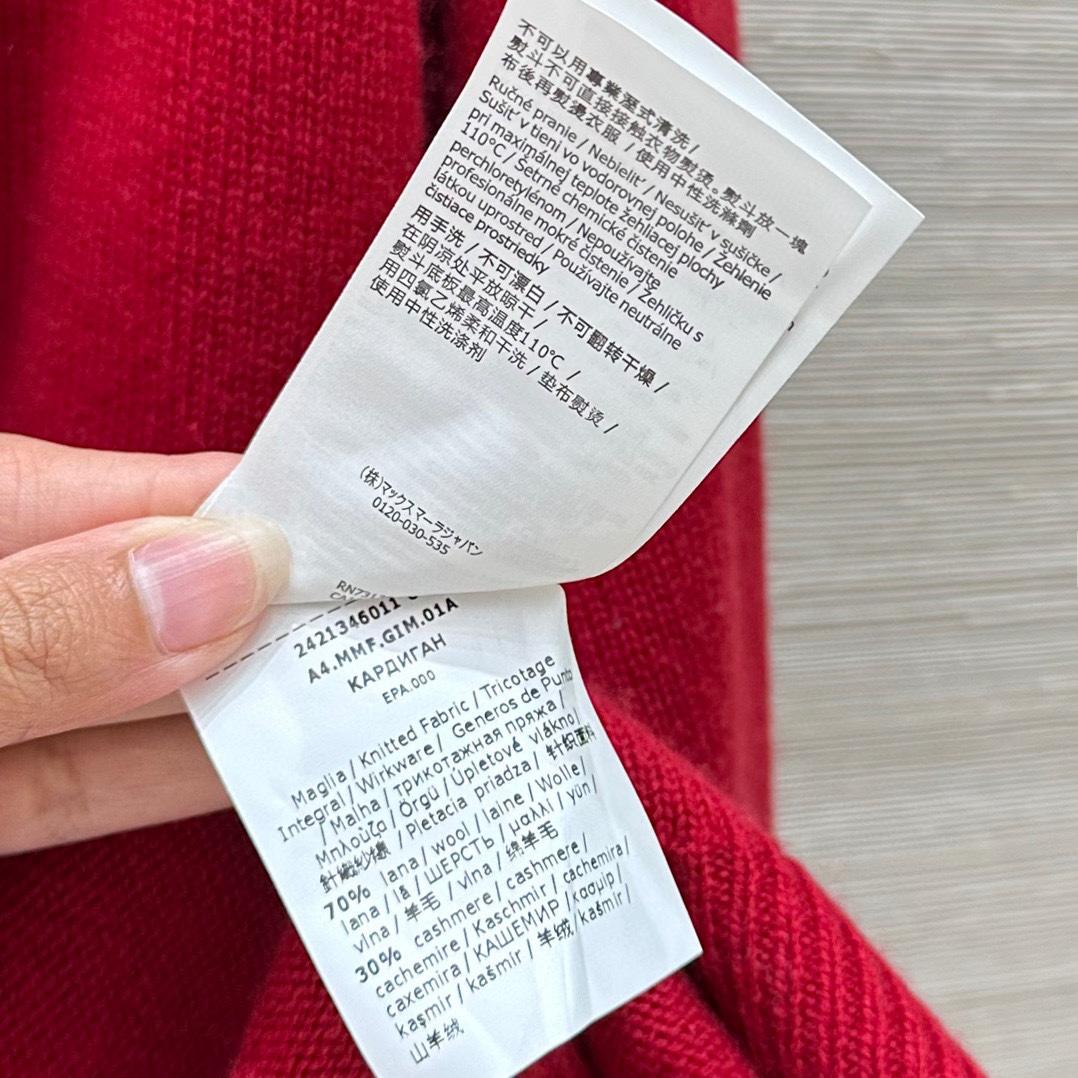 不可以用專業濕式清洗/
熨斗不可直接接触衣物熨烫。熨斗放一塊
布後再熨燙衣服 / 使用中性洗滌劑
Ručné pranie / Nebieliť / Nesušiť v sušičke /
Sušiť v tieni vo vodorovnej polohe / Žehlenie
pri maximálnej teplote žehliacej plochy
110°C / Šetrné chemické čistenie
perchloretylénom / Nepoužívajte
profesionálne mokré čistenie / Žehličku s
látkou uprostred / Používajte neutrálne
čistiace prostriedky
用手洗 / 不可漂白 / 不可翻转干燥 /
在阴凉处平放晾干 /
熨斗底板最高温度110℃ /
用四氯乙烯柔和干洗 / 垫布熨烫 /
使用中性洗涤剂
(株)マックスマーラジャパン
0120-030-535
2421346011
A4.MMF.GIM.01A
КАРДИГАН
EPA.000
Maglia / Knitted Fabric / Tricotage
Integral / Wirkware / Generos de Punto
/ Malha / трикотажная пряжа /
Μπλούζα / Örgü / Úpletové vlákno /
/ Pletacia priadza / 针织面料
針織紗線
70% lana / wool / laine / Wolle /
lana / lã / ШЕРСТЬ / μαλλί / yün /
vlna / 羊毛 / vlna / 绵羊毛
30% cashmere / cashmere /
cachemire / Kaschmir / cachemira /
caxemira / КАШЕМИР / κασμίρ /
kaşmir / kašmír / 羊绒 / kašmír /
山羊绒